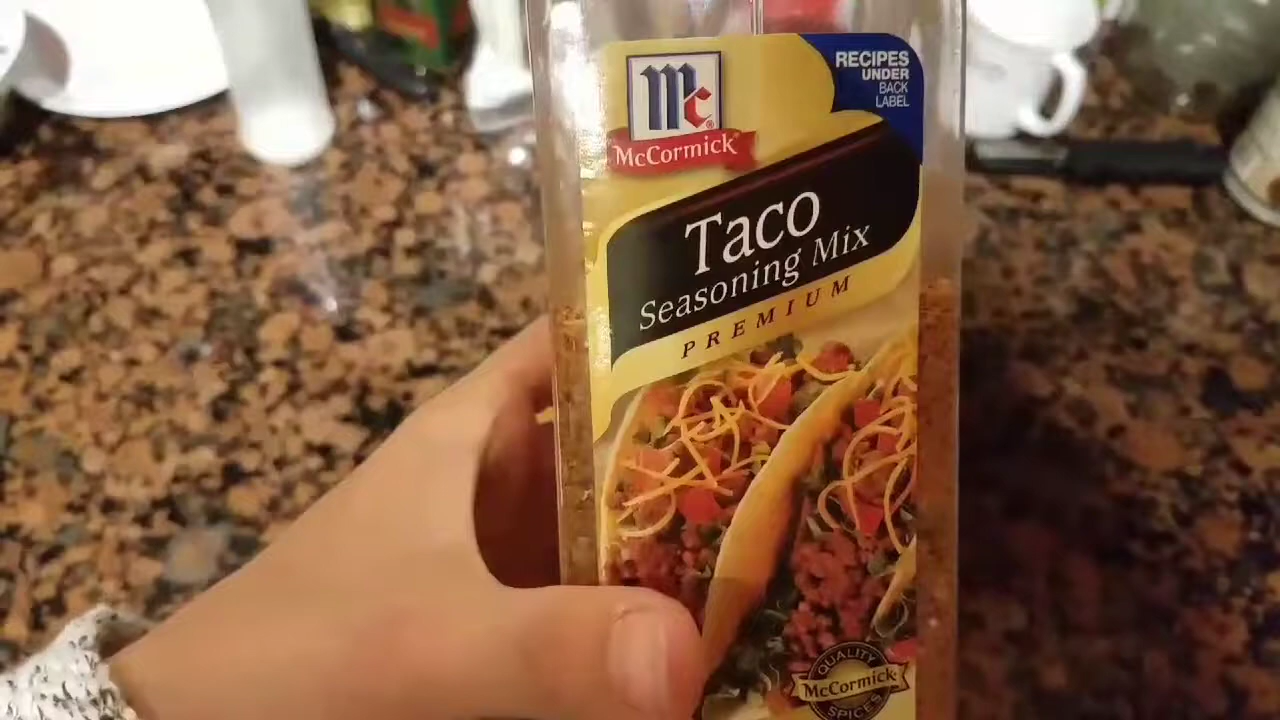 Mc
McCormick
RECIPES
UNDER
BACK
LABEL
Taco
Seasoning Mix
PREMIUM
QUALITY
McCormick
SPICES